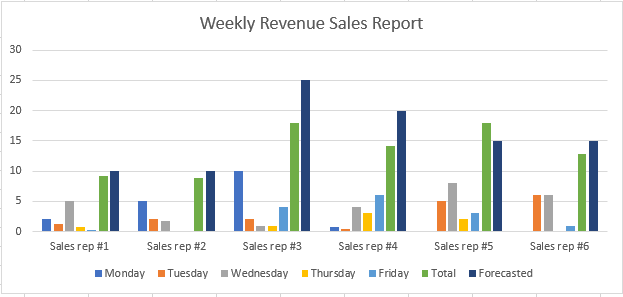 Weekly Revenue Sales Report
30
25
20
15
10
5
0
Sales rep #1 Sales rep #2 Sales rep #3 Sales rep #4 Sales rep #5 Sales rep #6
Monday Tuesday Wednesday Thursday Friday Total Forecasted